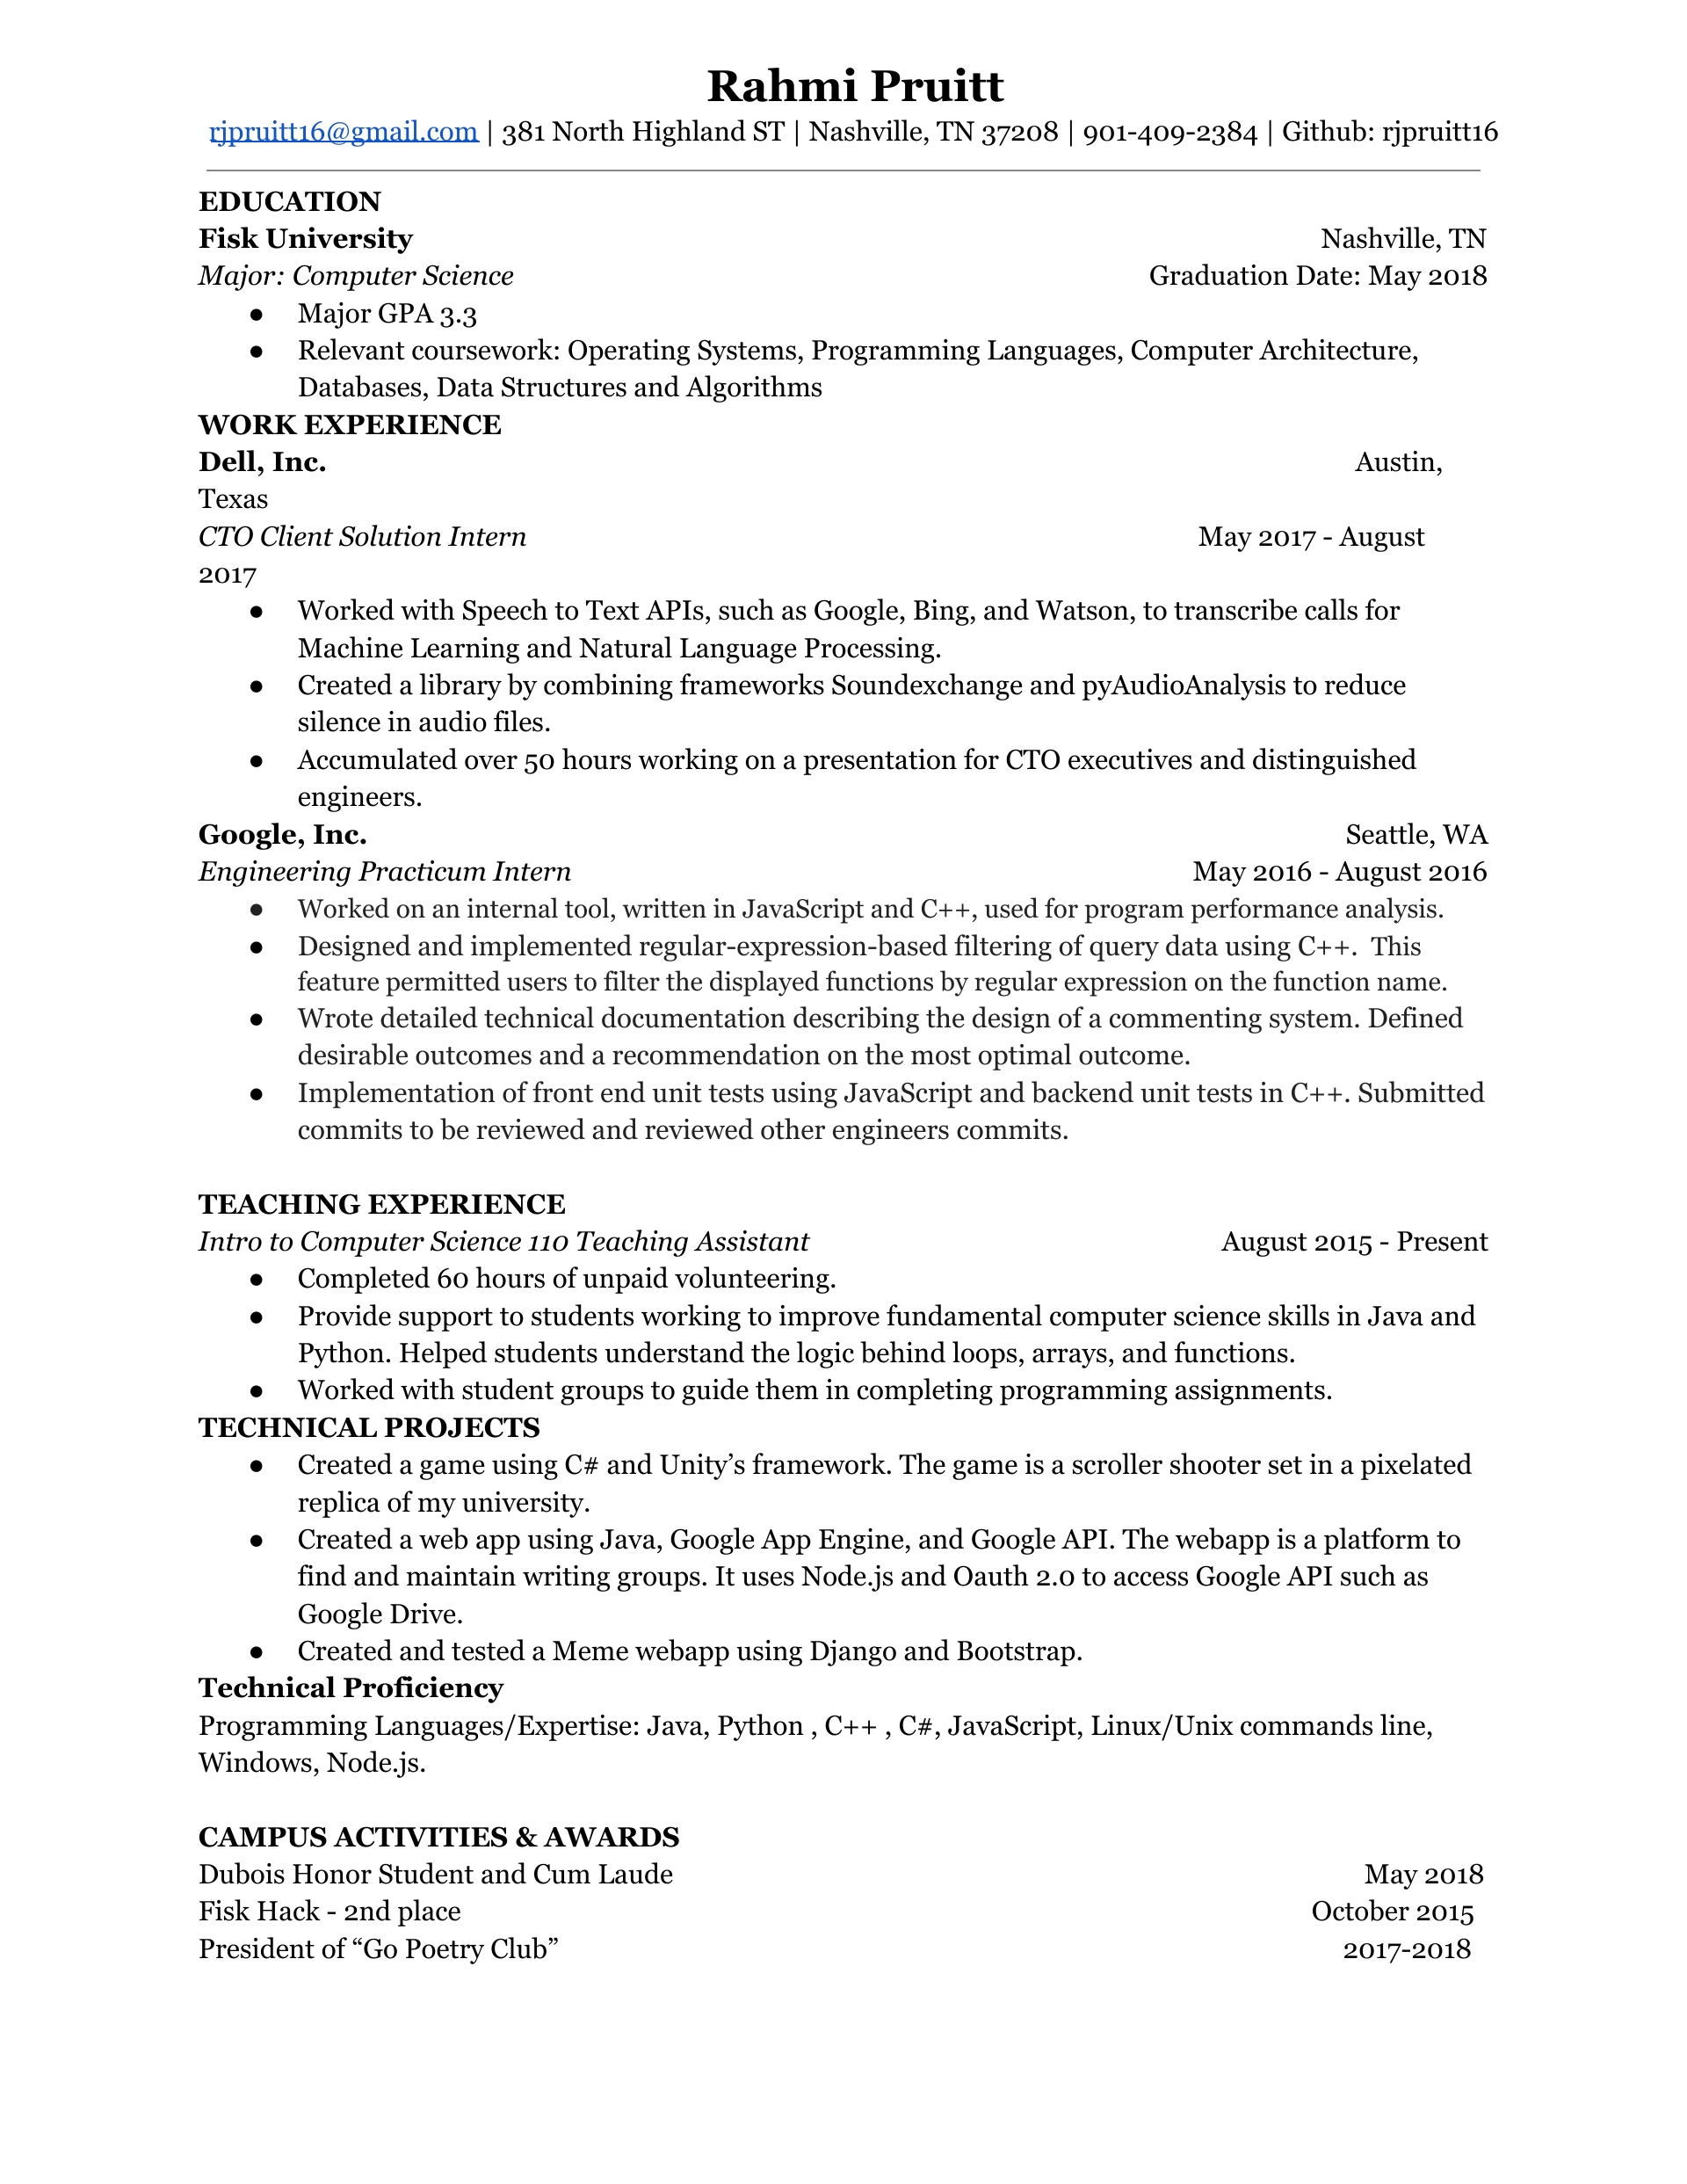 Rahmi Pruitt
rjpruitt16@gmail.com | 381 North Highland ST | Nashville, TN 37208 | 901-409-2384 | Github: rjpruitt16
EDUCATION
Fisk University Nashville, TN
Major: Computer Science Graduation Date: May 2018
● Major GPA 3.3
● Relevant coursework: Operating Systems, Programming Languages, Computer Architecture,
Databases, Data Structures and Algorithms
WORK EXPERIENCE
Dell, Inc. Austin,
Texas
CTO Client Solution Intern May 2017 - August
2017
● Worked with Speech to Text APIs, such as Google, Bing, and Watson, to transcribe calls for
Machine Learning and Natural Language Processing.
● Created a library by combining frameworks Soundexchange and pyAudioAnalysis to reduce
silence in audio files.
● Accumulated over 50 hours working on a presentation for CTO executives and distinguished
engineers.
Google, Inc. Seattle, WA
Engineering Practicum Intern May 2016 - August 2016
● Worked on an internal tool, written in JavaScript and C++, used for program performance analysis.
● Designed and implemented regular-expression-based filtering of query data using C++.  This
feature permitted users to filter the displayed functions by regular expression on the function name.
● Wrote detailed technical documentation describing the design of a commenting system. Defined
desirable outcomes and a recommendation on the most optimal outcome.
● Implementation of front end unit tests using JavaScript and backend unit tests in C++. Submitted
commits to be reviewed and reviewed other engineers commits.
TEACHING EXPERIENCE
Intro to Computer Science 110 Teaching Assistant August 2015 - Present
● Completed 60 hours of unpaid volunteering.
● Provide support to students working to improve fundamental computer science skills in Java and
Python. Helped students understand the logic behind loops, arrays, and functions.
● Worked with student groups to guide them in completing programming assignments.
TECHNICAL PROJECTS
● Created a game using C# and Unity’s framework. The game is a scroller shooter set in a pixelated
replica of my university.
● Created a web app using Java, Google App Engine, and Google API. The webapp is a platform to
find and maintain writing groups. It uses Node.js and Oauth 2.0 to access Google API such as
Google Drive.
● Created and tested a Meme webapp using Django and Bootstrap.
Technical Proficiency
Programming Languages/Expertise: Java, Python , C++ , C#, JavaScript, Linux/Unix commands line,
Windows, Node.js.
CAMPUS ACTIVITIES & AWARDS
Dubois Honor Student and Cum Laude May 2018
Fisk Hack - 2nd place October 2015
President of “Go Poetry Club” 2017-2018